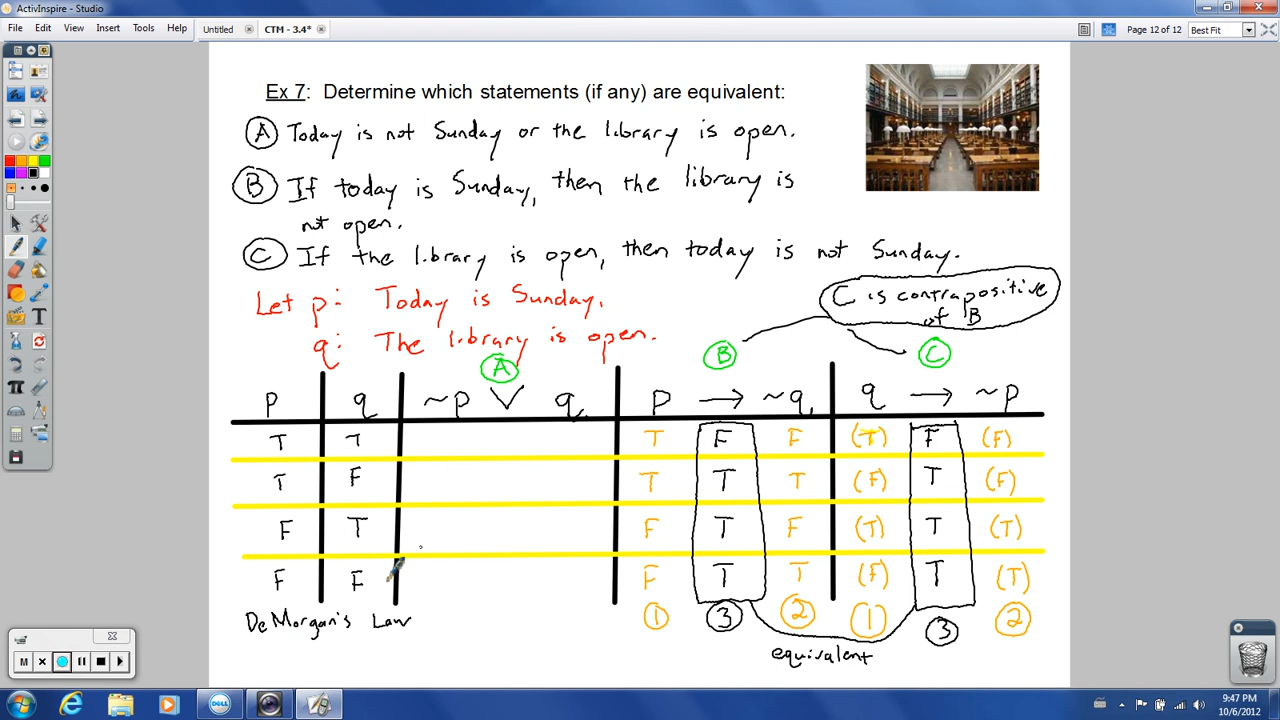 ActivInspire - Studio
File Edit View Insert Tools Help
Untitled
CTM - 3.4*
Page 12 of 12
Best Fit
Ex 7: Determine which statements (if any) are equivalent:
A Today is not Sunday or the library is open.
B If today is Sunday, then the library is
not open.
C If the library is open, then today is not Sunday.
Let p: Today is Sunday.
C is contrapositive
of B
q: The library is open.
A B C
p q ~p ∨ q p → ~q q → ~p
T T T F F (T) F (F)
T F T T T (F) T (F)
F T F T F (T) T (T)
F F F T T (F) T (T)
1 3 2 1 3 2
DeMorgan's Law
equivalent
M
9:47 PM
10/6/2012